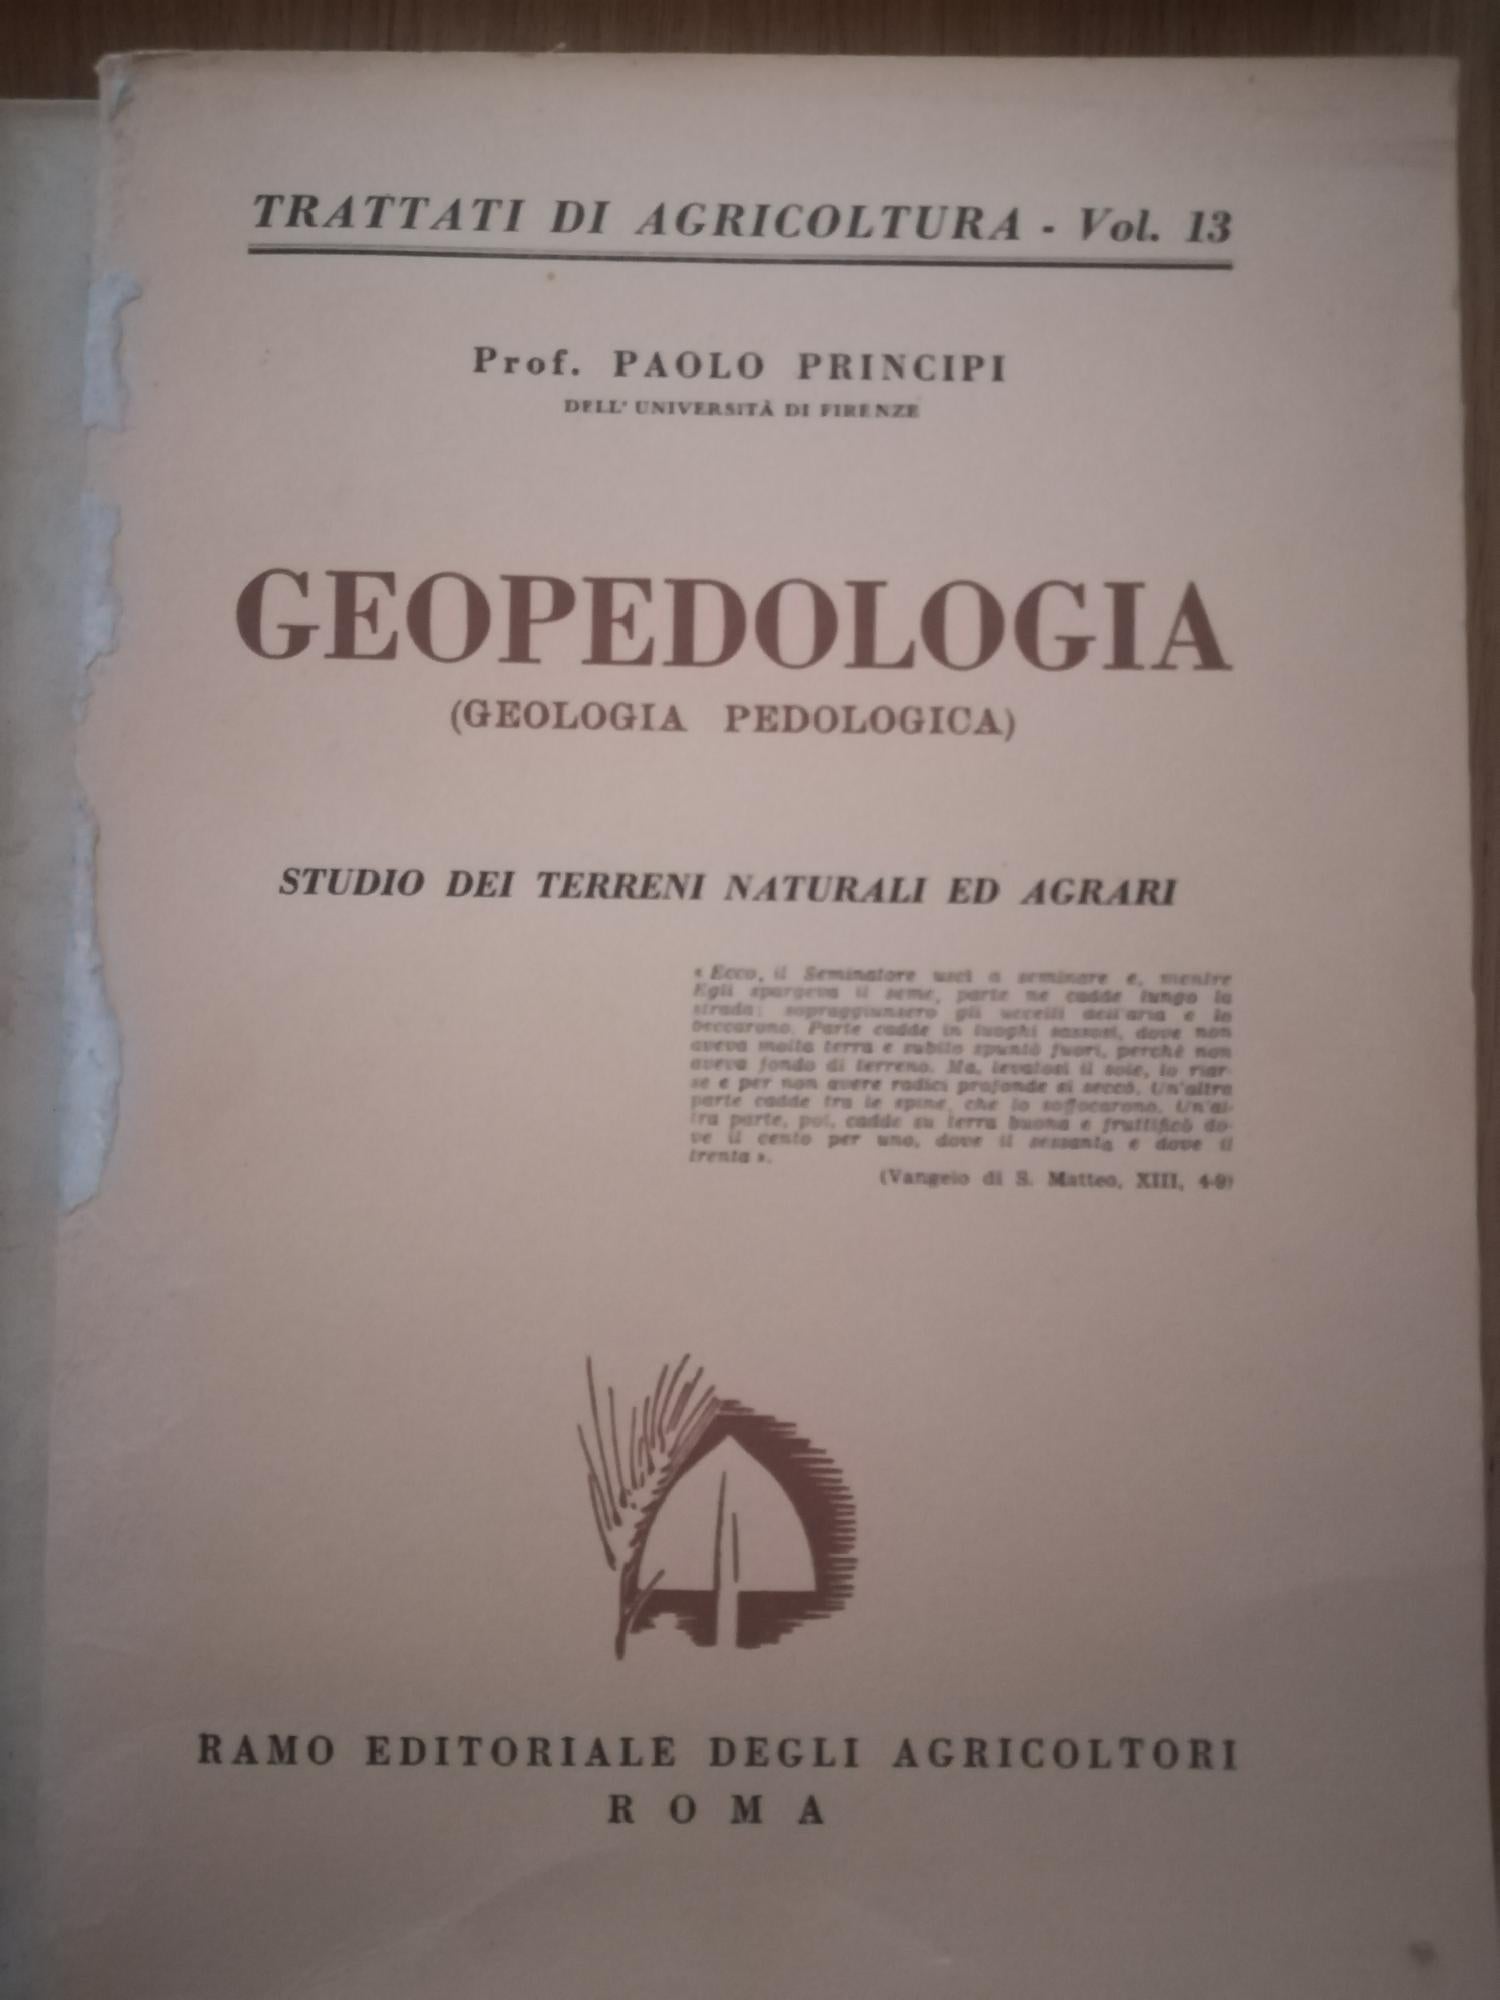 TRATTATI DI AGRICOLTURA - Vol. 13
Prof. PAOLO PRINCIPI
DELL' UNIVERSITÀ DI FIRENZE
GEOPEDOLOGIA
(GEOLOGIA PEDOLOGICA)
STUDIO DEI TERRENI NATURALI ED AGRARI
« Ecco, il Seminatore uscì a seminare e, mentre
Egli spargeva il seme, parte ne cadde lungo la
strada; sopraggiunsero gli uccelli dell'aria e lo
beccarono. Parte cadde in luoghi sassosi, dove non
aveva molta terra e subito spuntò fuori, perchè non
aveva fondo di terreno. Ma, levatosi il sole, lo riar-
se e per non avere radici profonde si seccò. Un'altra
parte cadde tra le spine, che lo soffocarono. Un'al-
tra parte, poi, cadde su terra buona e fruttificò do-
ve il cento per uno, dove il sessanta e dove il
trenta ».
(Vangelo di S. Matteo, XIII, 4-9)
RAMO EDITORIALE DEGLI AGRICOLTORI
ROMA